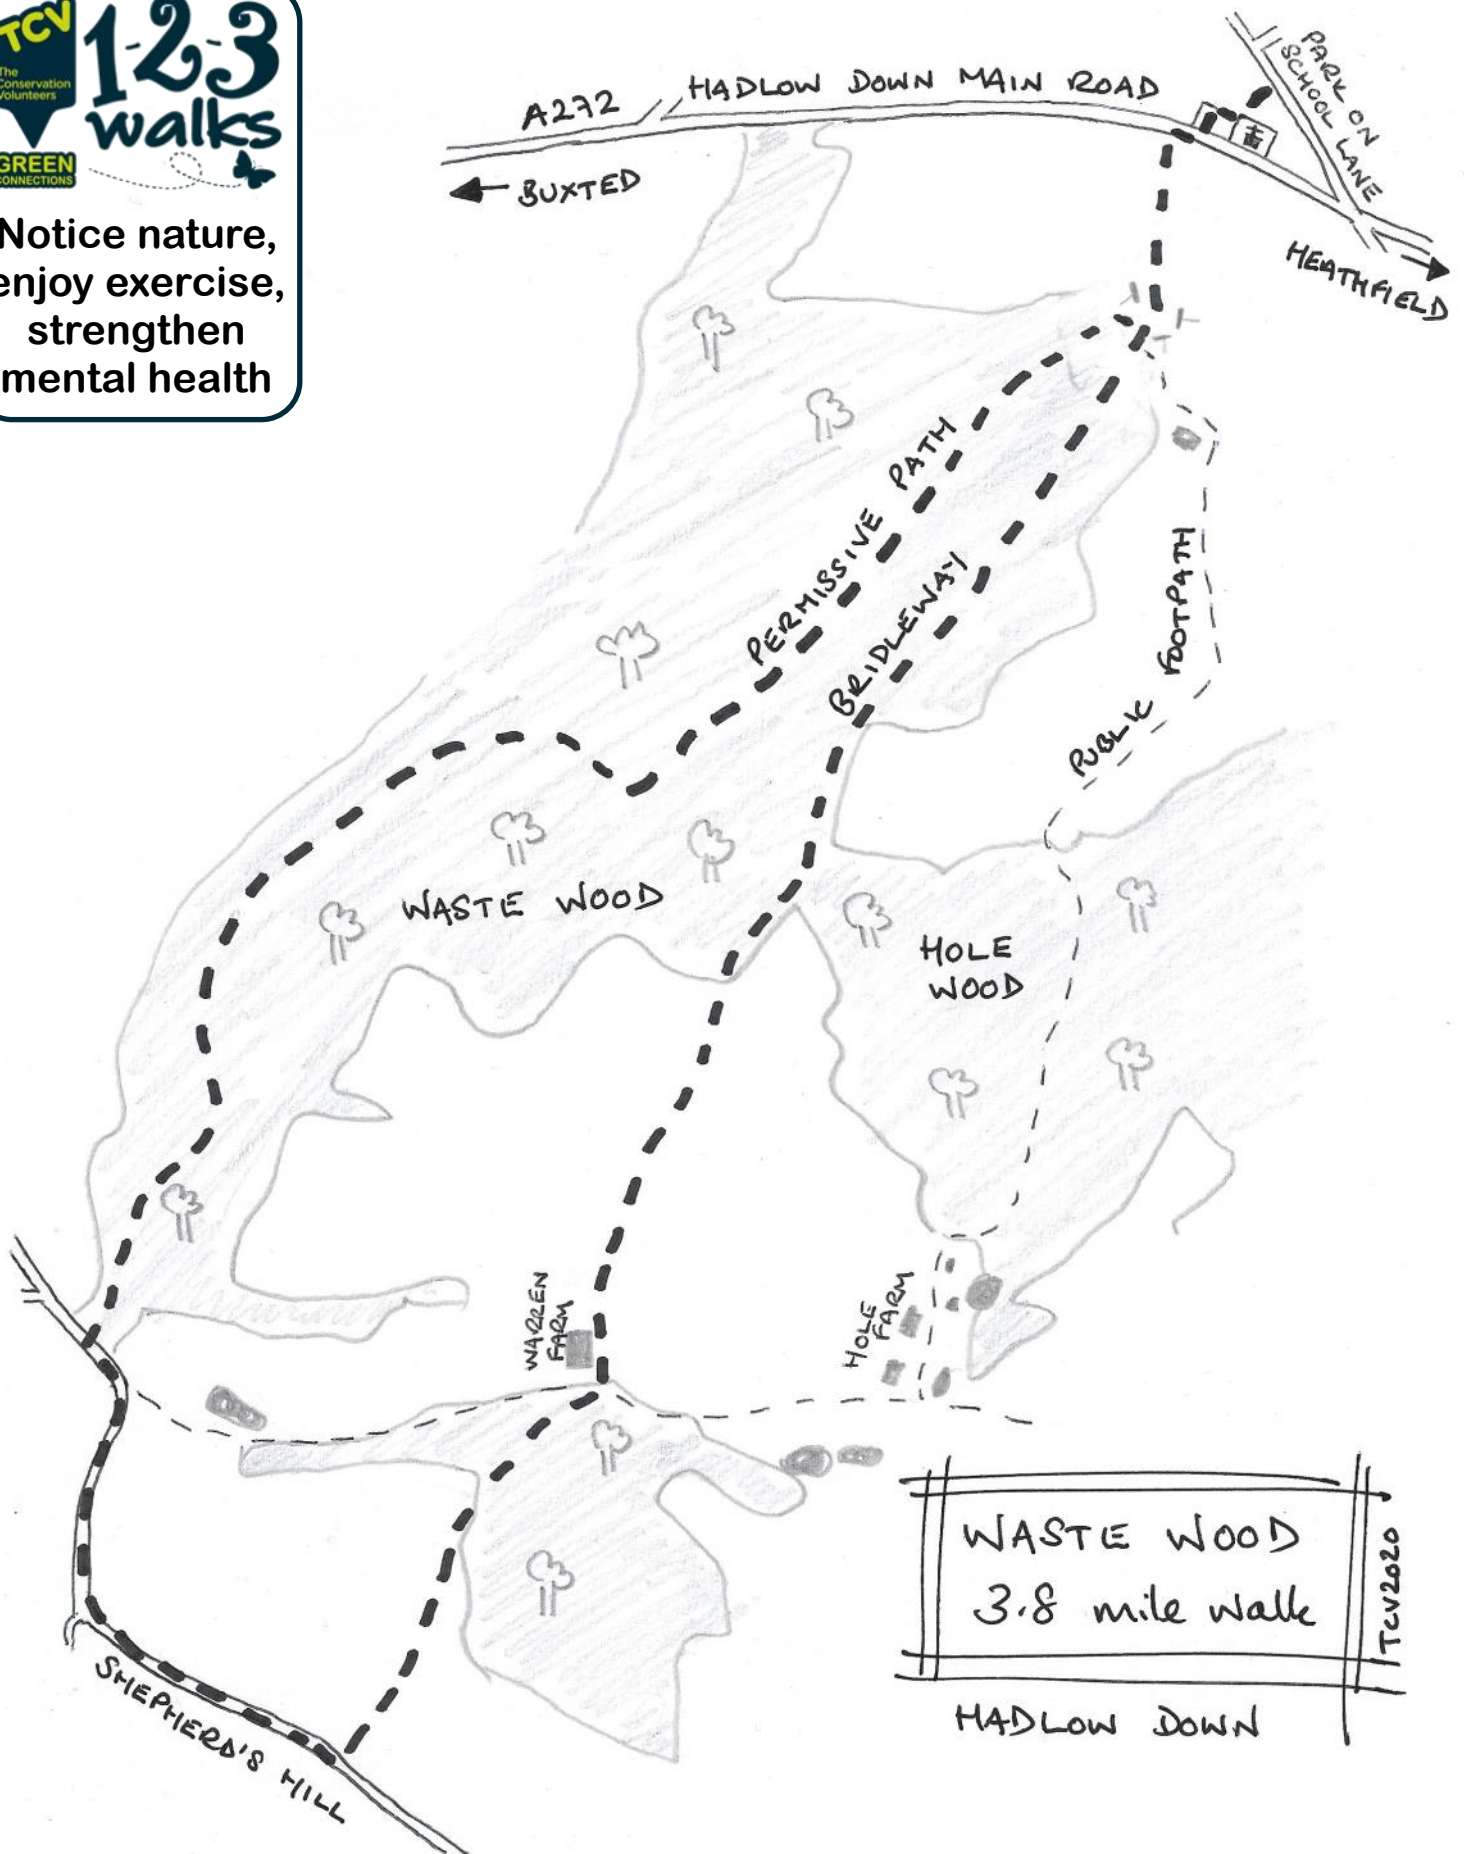 TCV
The
Conservation
Volunteers
GREEN
CONNECTIONS
1-2-3
walks
Notice nature,
enjoy exercise,
strengthen
mental health
A272
HADLOW DOWN MAIN ROAD
BUXTED
PARK ON
SCHOOL LANE
HEATHFIELD
PERMISSIVE PATH
BRIDLEWAY
PUBLIC FOOTPATH
WASTE WOOD
HOLE
WOOD
WARREN
FARM
HOLE
FARM
SHEPHERD'S HILL
WASTE WOOD
3.8 mile walk
TCV2020
HADLOW DOWN